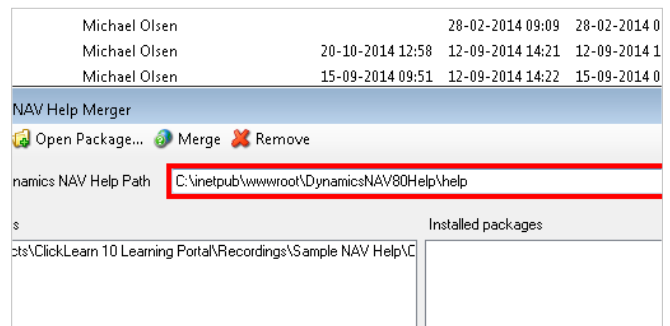 Michael Olsen 28-02-2014 09:09 28-02-2014 0
Michael Olsen 20-10-2014 12:58 12-09-2014 14:21 12-09-2014 1
Michael Olsen 15-09-2014 09:51 12-09-2014 14:22 15-09-2014 0
NAV Help Merger
Open Package... Merge Remove
namics NAV Help Path C:\inetpub\wwwroot\DynamicsNAV80Help\help
s Installed packages
cts\ClickLearn 10 Learning Portal\Recordings\Sample NAV Help\C